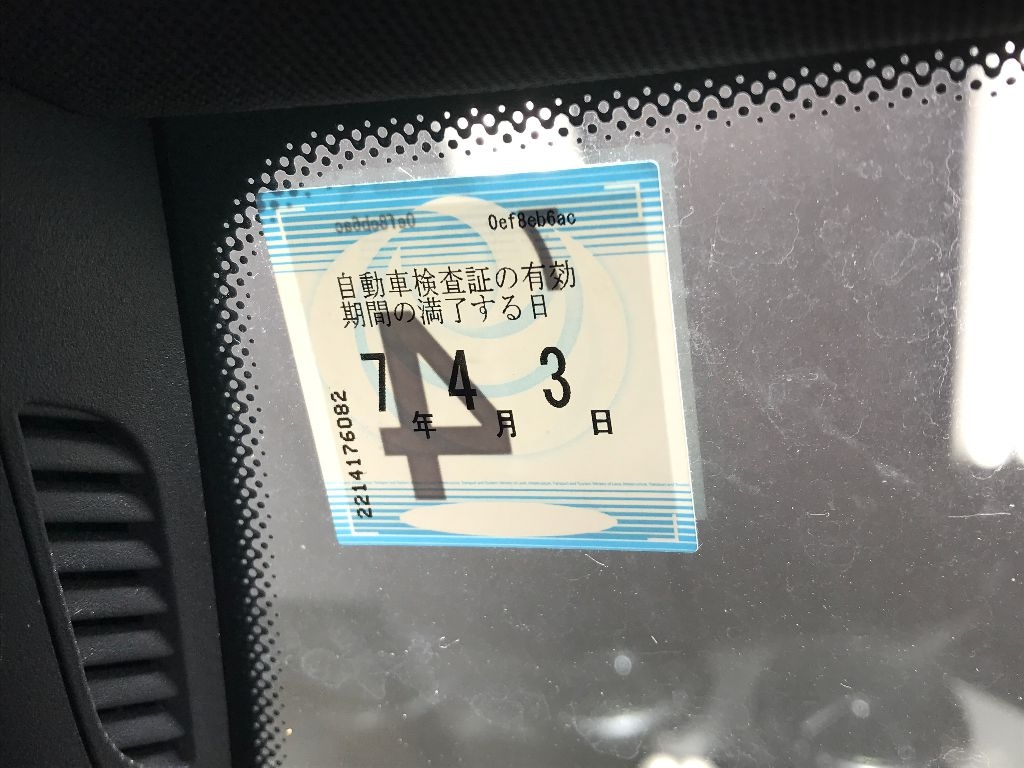 0ef8eb6ac
自動車検査証の有効
期間の満了する日
7年4月3日
2214176082
4